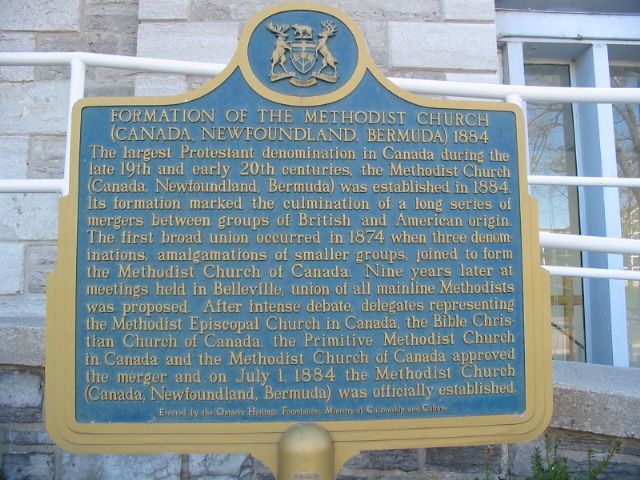 FORMATION OF THE METHODIST CHURCH
(CANADA, NEWFOUNDLAND, BERMUDA) 1884
The largest Protestant denomination in Canada during the
late 19th and early 20th centuries, the Methodist Church
(Canada, Newfoundland, Bermuda) was established in 1884.
Its formation marked the culmination of a long series of
mergers between groups of British and American origin.
The first broad union occurred in 1874 when three denom-
inations, amalgamations of smaller groups, joined to form
the Methodist Church of Canada. Nine years later at
meetings held in Belleville, union of all mainline Methodists
was proposed. After intense debate, delegates representing
the Methodist Episcopal Church in Canada, the Bible Chris-
tian Church of Canada, the Primitive Methodist Church
in Canada and the Methodist Church of Canada approved
the merger and on July 1, 1884 the Methodist Church
(Canada, Newfoundland, Bermuda) was officially established.
Erected by the Ontario Heritage Foundation, Ministry of Citizenship and Culture